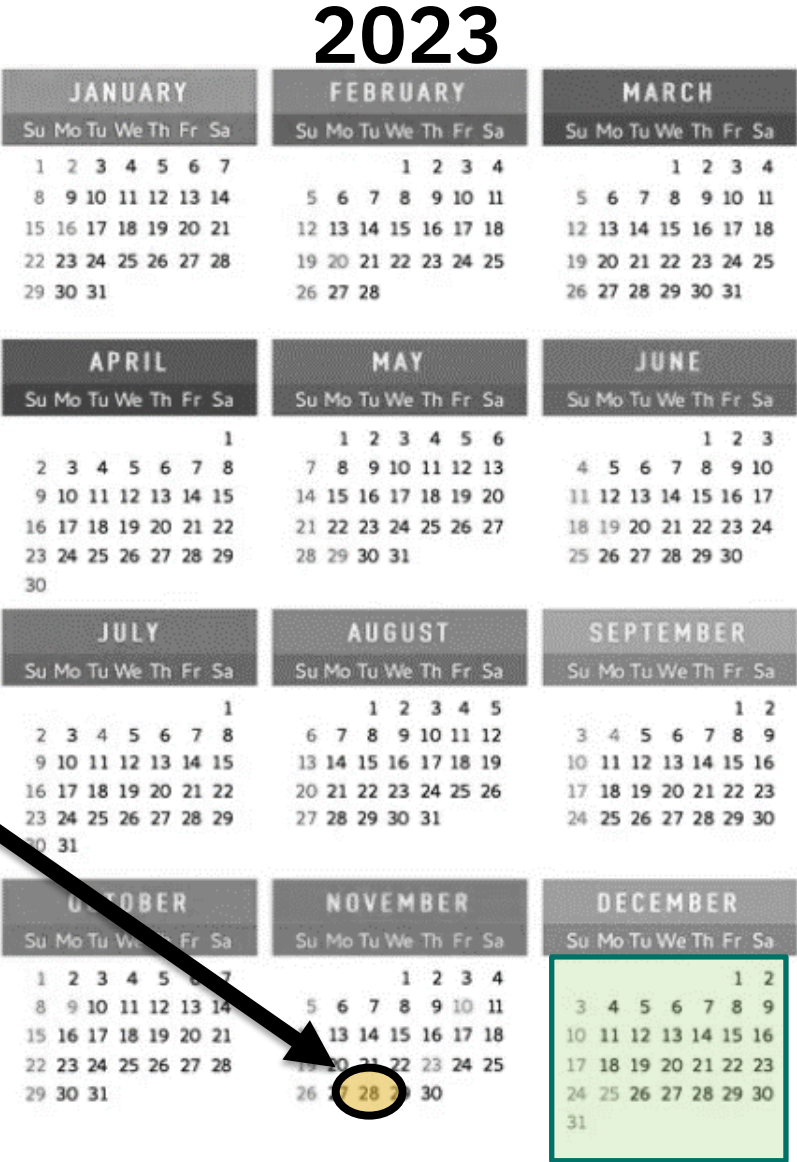 2023
JANUARY FEBRUARY MARCH
Su Mo Tu We Th Fr Sa Su Mo Tu We Th Fr Sa Su Mo Tu We Th Fr Sa
1 2 3 4 5 6 7 1 2 3 4 1 2 3 4
8 9 10 11 12 13 14 5 6 7 8 9 10 11 5 6 7 8 9 10 11
15 16 17 18 19 20 21 12 13 14 15 16 17 18 12 13 14 15 16 17 18
22 23 24 25 26 27 28 19 20 21 22 23 24 25 19 20 21 22 23 24 25
29 30 31 26 27 28 26 27 28 29 30 31
APRIL MAY JUNE
Su Mo Tu We Th Fr Sa Su Mo Tu We Th Fr Sa Su Mo Tu We Th Fr Sa
1 1 2 3 4 5 6 1 2 3
2 3 4 5 6 7 8 7 8 9 10 11 12 13 4 5 6 7 8 9 10
9 10 11 12 13 14 15 14 15 16 17 18 19 20 11 12 13 14 15 16 17
16 17 18 19 20 21 22 21 22 23 24 25 26 27 18 19 20 21 22 23 24
23 24 25 26 27 28 29 28 29 30 31 25 26 27 28 29 30
30
JULY AUGUST SEPTEMBER
Su Mo Tu We Th Fr Sa Su Mo Tu We Th Fr Sa Su Mo Tu We Th Fr Sa
1 1 2 3 4 5 1 2
2 3 4 5 6 7 8 6 7 8 9 10 11 12 3 4 5 6 7 8 9
9 10 11 12 13 14 15 13 14 15 16 17 18 19 10 11 12 13 14 15 16
16 17 18 19 20 21 22 20 21 22 23 24 25 26 17 18 19 20 21 22 23
23 24 25 26 27 28 29 27 28 29 30 31 24 25 26 27 28 29 30
30 31
OCTOBER NOVEMBER DECEMBER
Su Mo Tu We Th Fr Sa Su Mo Tu We Th Fr Sa Su Mo Tu We Th Fr Sa
1 2 3 4 5 6 7 1 2 3 4 1 2
8 9 10 11 12 13 14 5 6 7 8 9 10 11 3 4 5 6 7 8 9
15 16 17 18 19 20 21 13 14 15 16 17 18 10 11 12 13 14 15 16
22 23 24 25 26 27 28 19 20 21 22 23 24 25 17 18 19 20 21 22 23
29 30 31 26 27 28 29 30 24 25 26 27 28 29 30
31